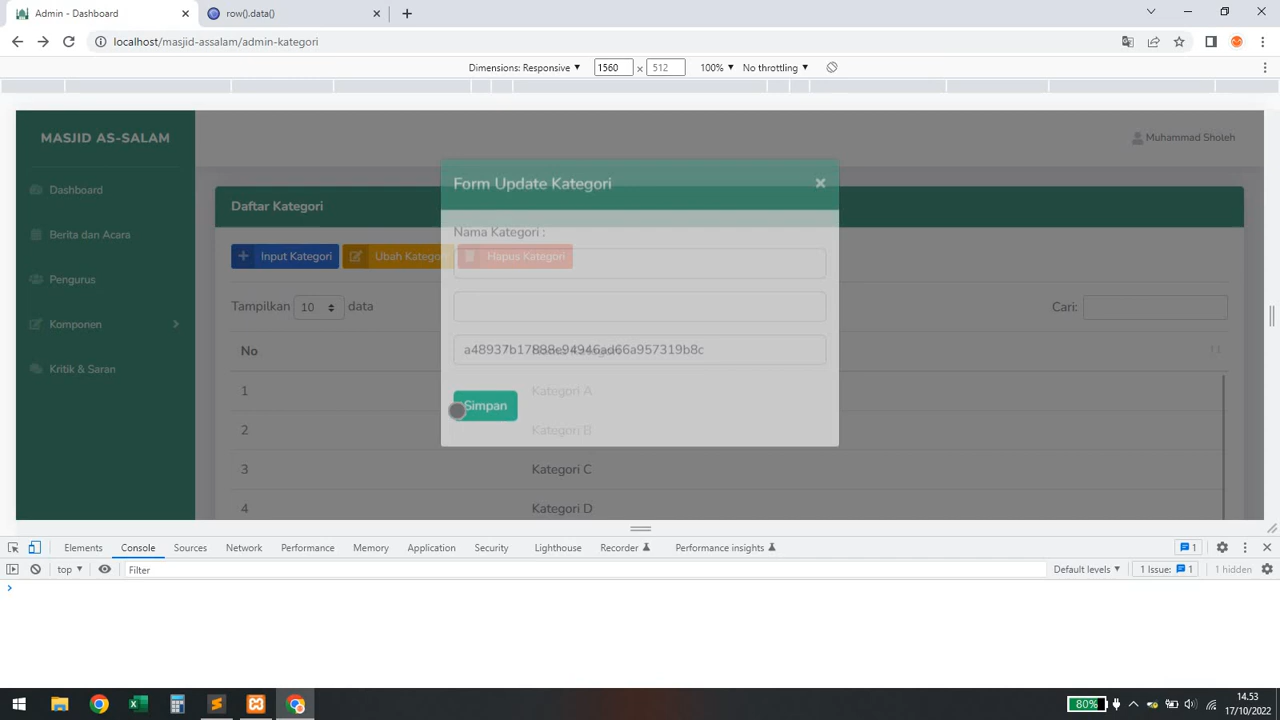 Admin - Dashboard
row().data()
localhost/masjid-assalam/admin-kategori
Dimensions: Responsive
1560
×
512
100%
No throttling
MASJID AS-SALAM
Muhammad Sholeh
Form Update Kategori
×
Dashboard
Daftar Kategori
Nama Kategori :
Berita dan Acara
Input Kategori
Ubah Kategori
Hapus Kategori
Pengurus
Tampilkan 10 data
Cari:
Komponen
No
a48937b17838e94946ad66a957319b8c
Kritik & Saran
1
Kategori A
Simpan
2
Kategori B
3
Kategori C
4
Kategori D
Elements
Console
Sources
Network
Performance
Memory
Application
Security
Lighthouse
Recorder
Performance insights
1
top
Filter
Default levels
1 Issue:
1
1 hidden
80%
14.53
17/10/2022